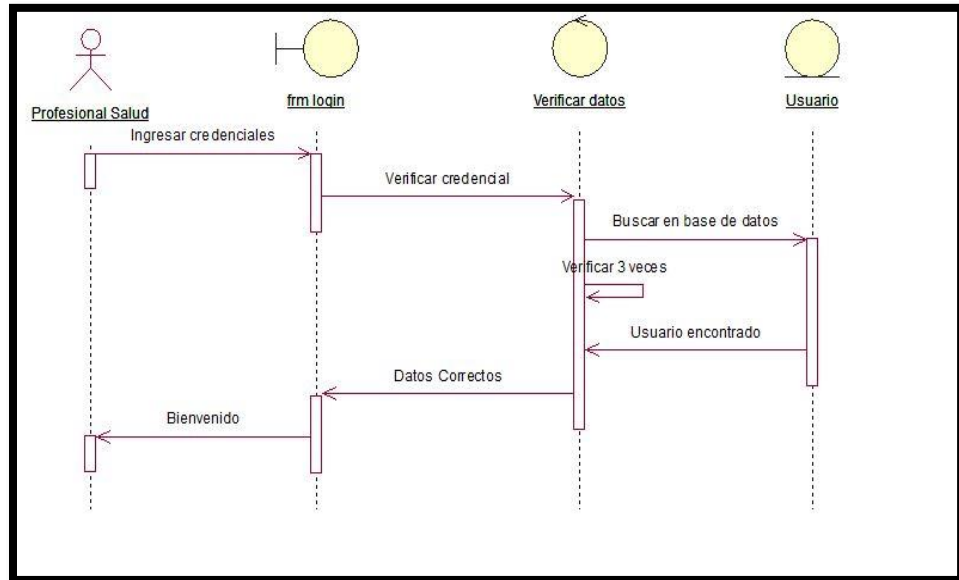 Profesional Salud
frm login
Verificar datos
Usuario
Ingresar credenciales
Verificar credencial
Buscar en base de datos
Verificar 3 veces
Usuario encontrado
Datos Correctos
Bienvenido